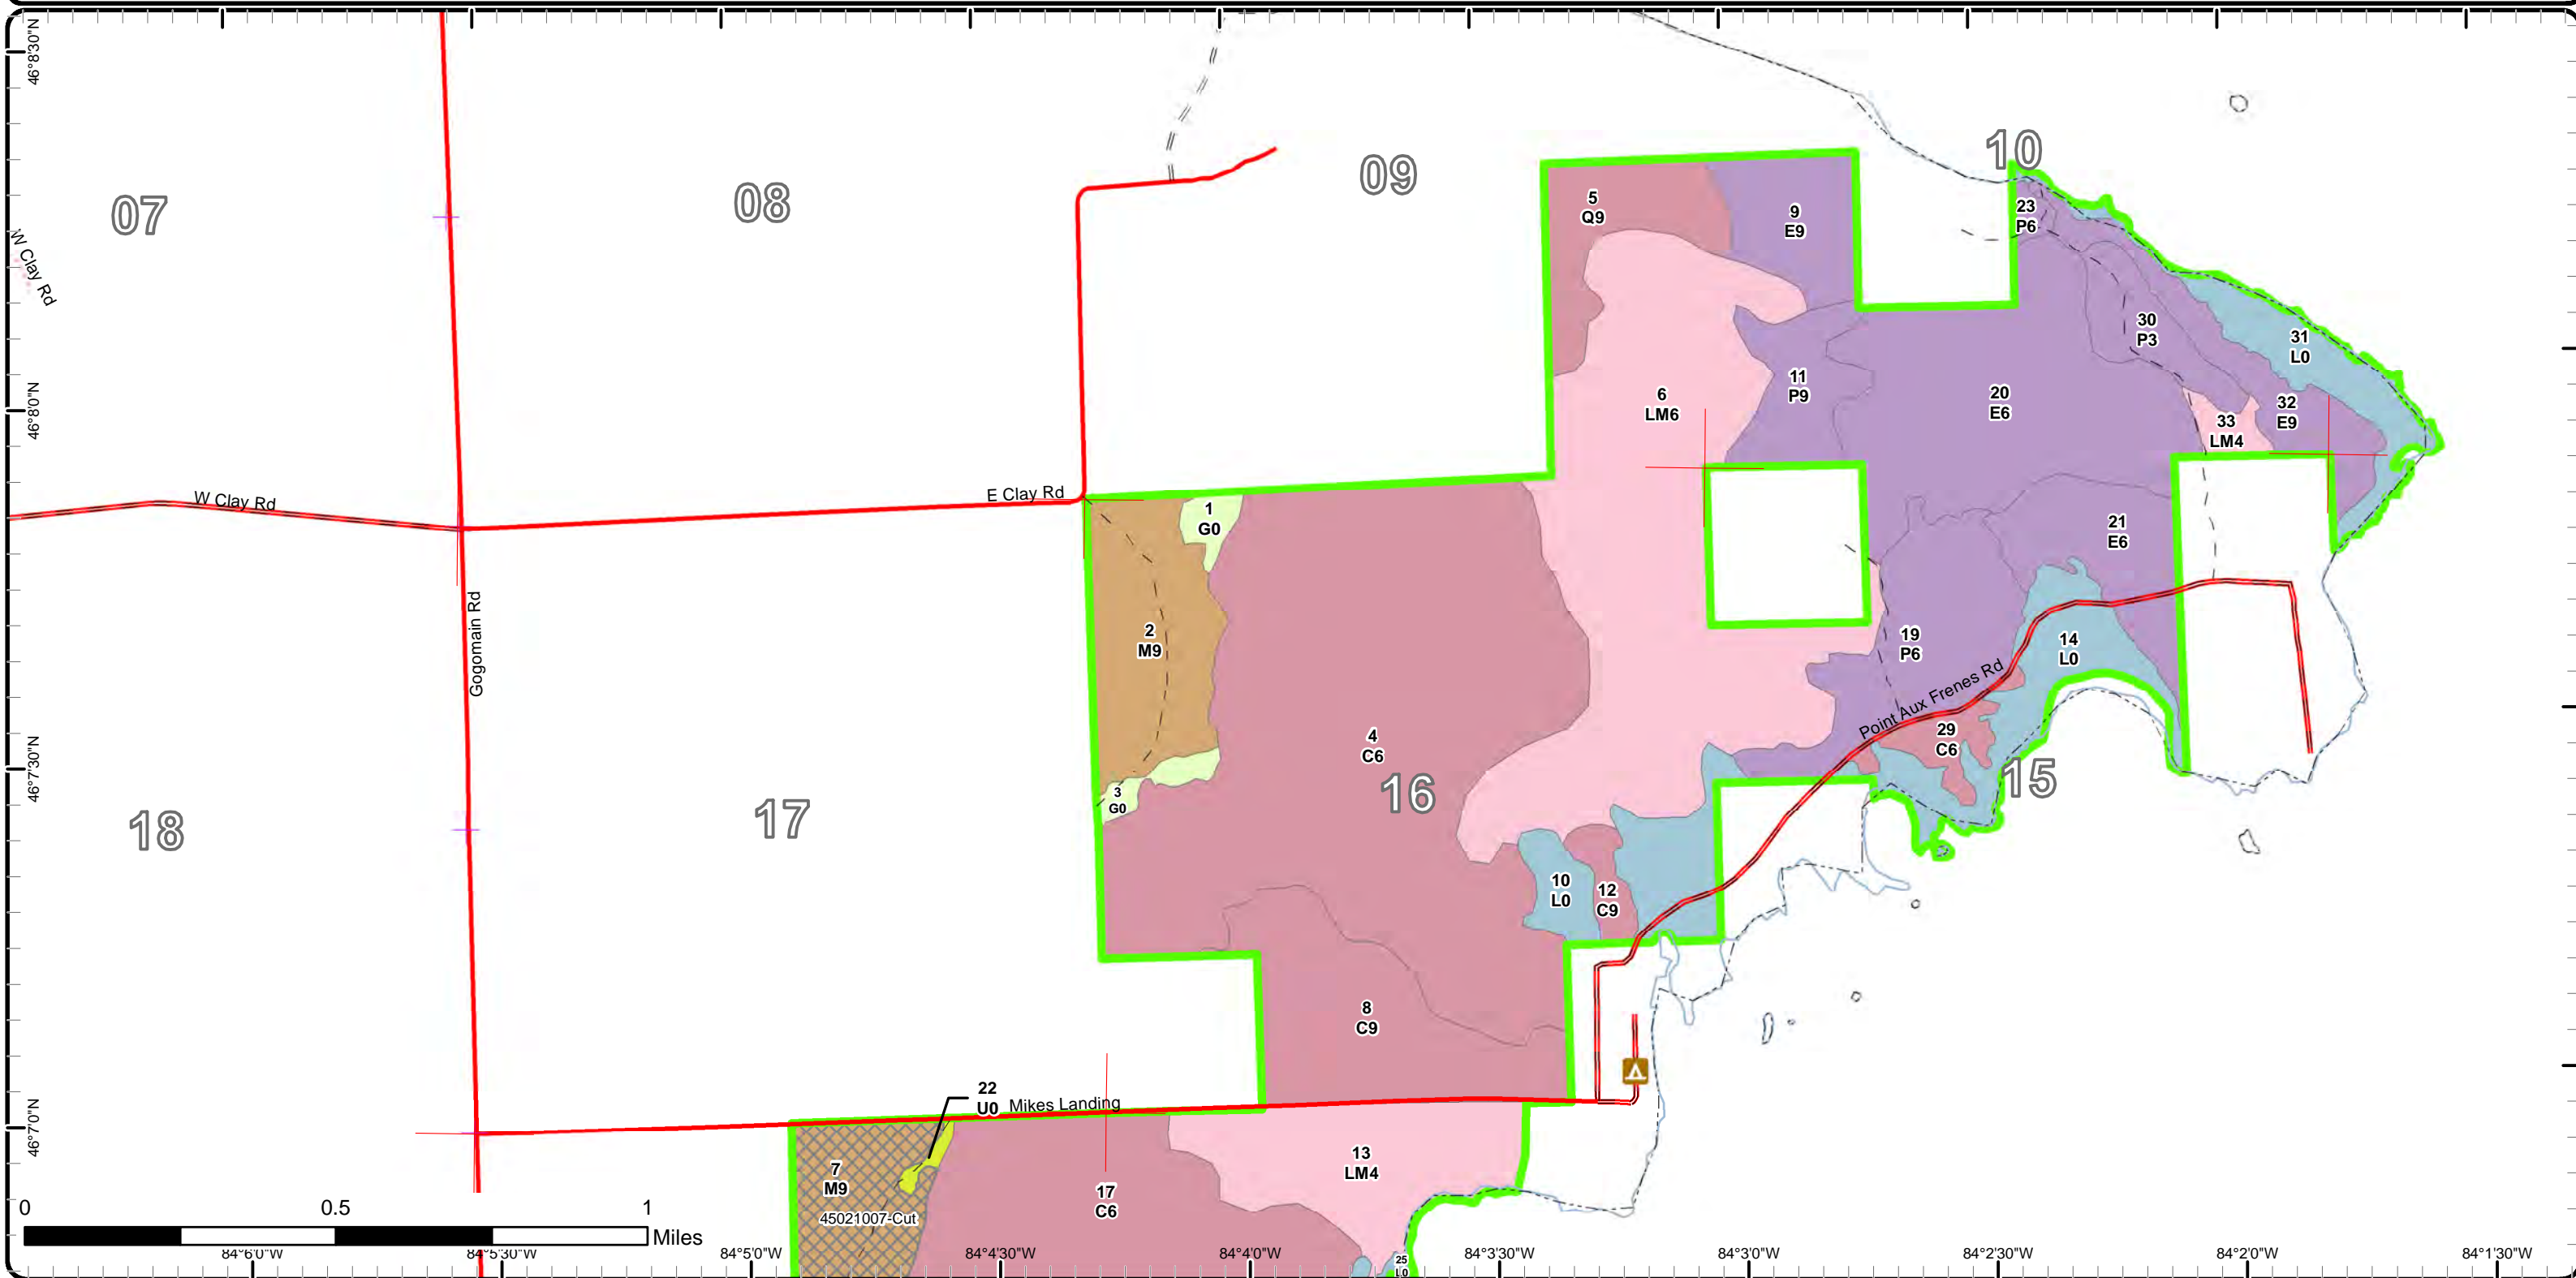 46°8'30"N
07
08
09
10
5
Q9
9
E9
23
P6
W Clay Rd
30
P3
31
L0
11
P9
6
LM6
20
E6
32
E9
33
LM4
46°8'0"N
W Clay Rd
E Clay Rd
1
G0
21
E6
Gogomain Rd
2
M9
19
P6
14
L0
Point Aux Frenes Rd
4
C6
29
C6
46°7'30"N
3
G0
16
15
17
18
10
L0
12
C9
8
C9
22
U0
Mikes Landing
46°7'0"N
7
M9
13
LM4
17
C6
45021007-Cut
0
0.5
1
Miles
25
L0
84°6'0"W
84°5'30"W
84°5'0"W
84°4'30"W
84°4'0"W
84°3'30"W
84°3'0"W
84°2'30"W
84°2'0"W
84°1'30"W